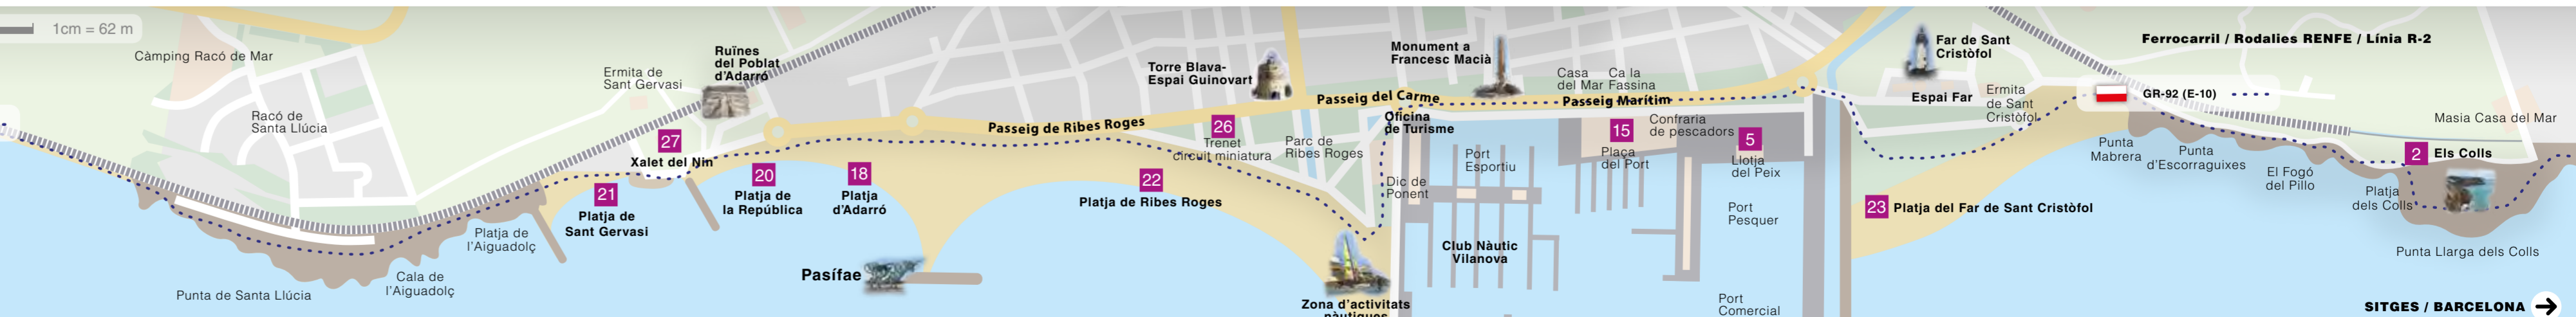 1cm = 62 m
Càmping Racó de Mar
Racó de
Santa Llúcia
Punta de Santa Llúcia
Cala de
l'Aiguadolç
Platja de
l'Aiguadolç
Ermita de
Sant Gervasi
Ruïnes
del Poblat
d'Adarró
27
Xalet del Nin
21
Platja de
Sant Gervasi
20
Platja de
la República
18
Platja
d'Adarró
Pasífae
Passeig de Ribes Roges
22
Platja de Ribes Roges
Torre Blava-
Espai Guinovart
26
Trenet
circuit miniatura
Parc de
Ribes Roges
Zona d'activitats
nàutiques
Passeig del Carme
Monument a
Francesc Macià
Oficina
de Turisme
Dic de
Ponent
Port
Esportiu
Club Nàutic
Vilanova
Casa
del Mar
Ca la
Fassina
Passeig Marítim
15
Plaça
del Port
Confraria
de pescadors
5
Llotja
del Peix
Port
Pesquer
Port
Comercial
Far de Sant
Cristòfol
Espai Far
Ermita
de Sant
Cristòfol
23 Platja del Far de Sant Cristòfol
Ferrocarril / Rodalies RENFE / Línia R-2
GR-92 (E-10)
Punta
Mabrera
Punta
d'Escorraguixes
El Fogó
del Pillo
Masia Casa del Mar
2 Els Colls
Platja
dels Colls
Punta Llarga dels Colls
SITGES / BARCELONA